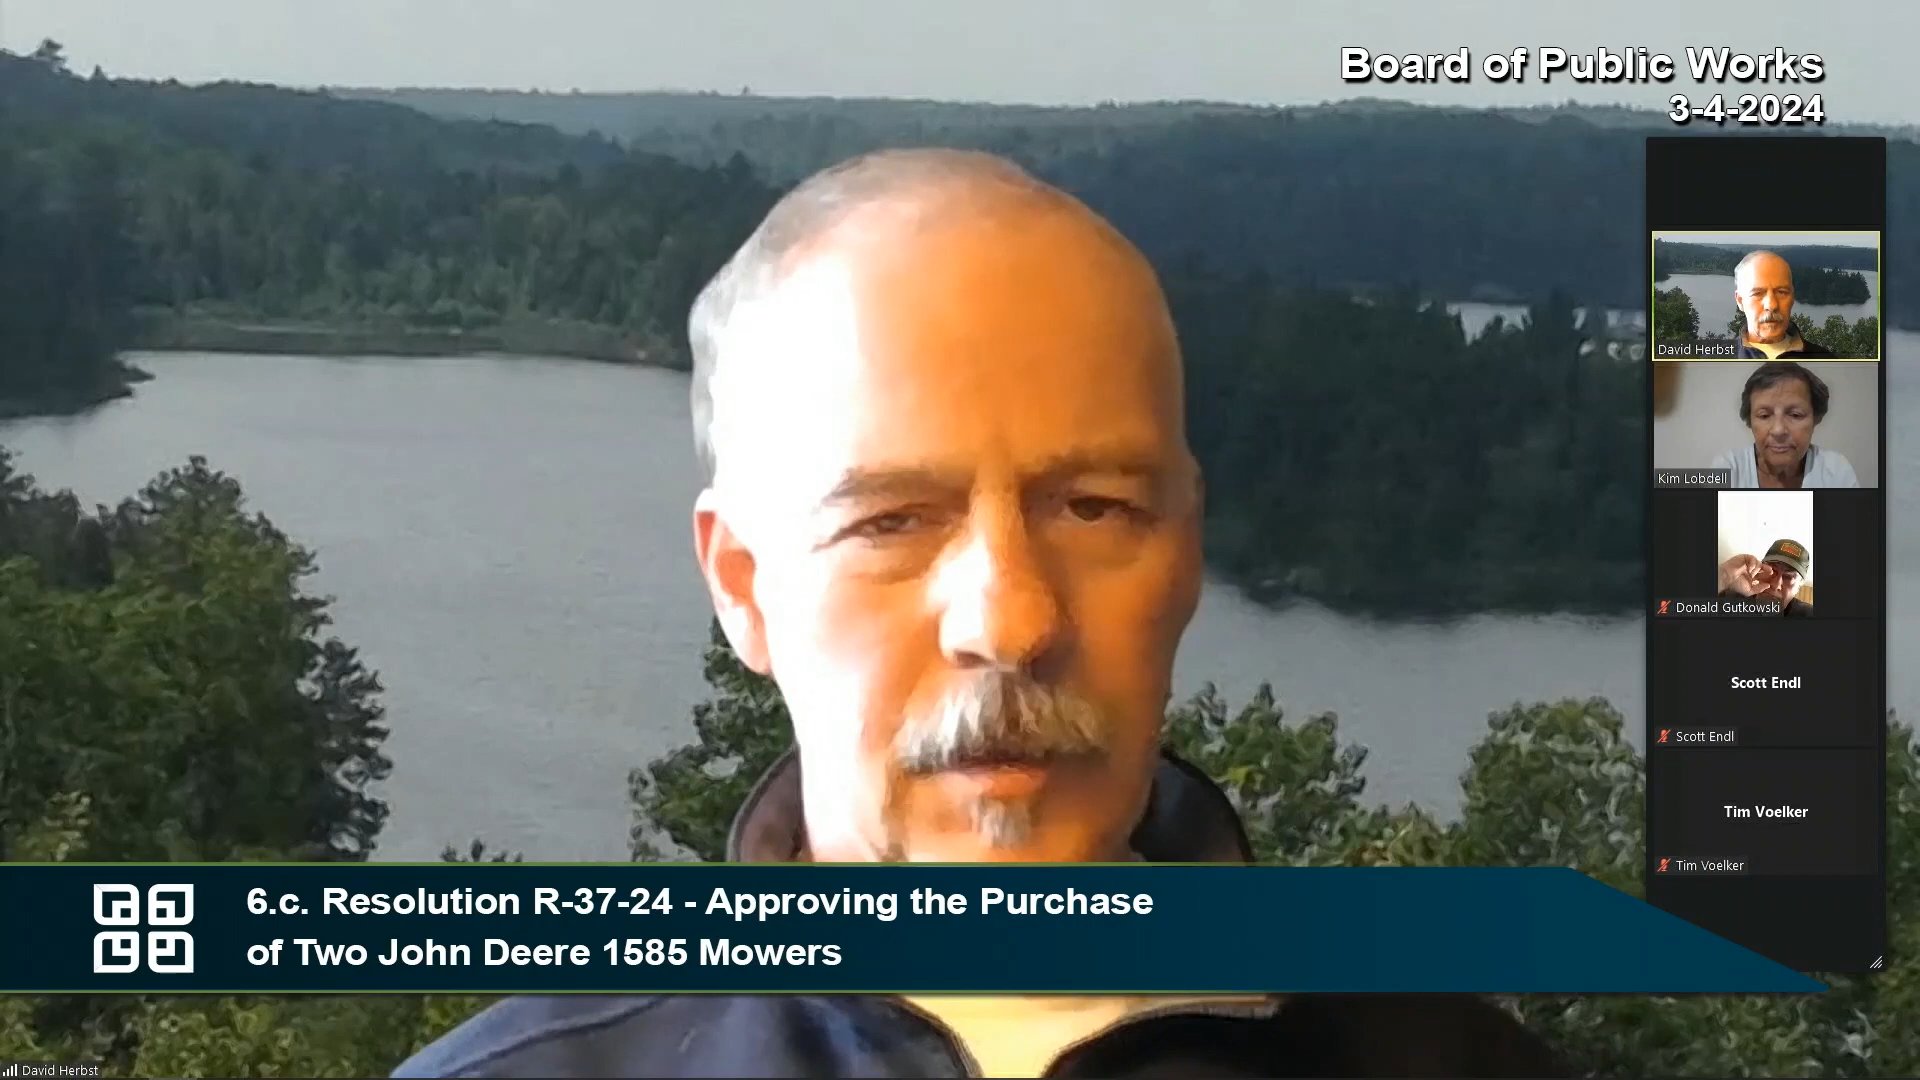 Board of Public Works
3-4-2024
David Herbst
Kim Lobdell
Donald Gutkowski
Scott Endl
Scott Endl
Tim Voelker
Tim Voelker
6.c. Resolution R-37-24 - Approving the Purchase
of Two John Deere 1585 Mowers
David Herbst